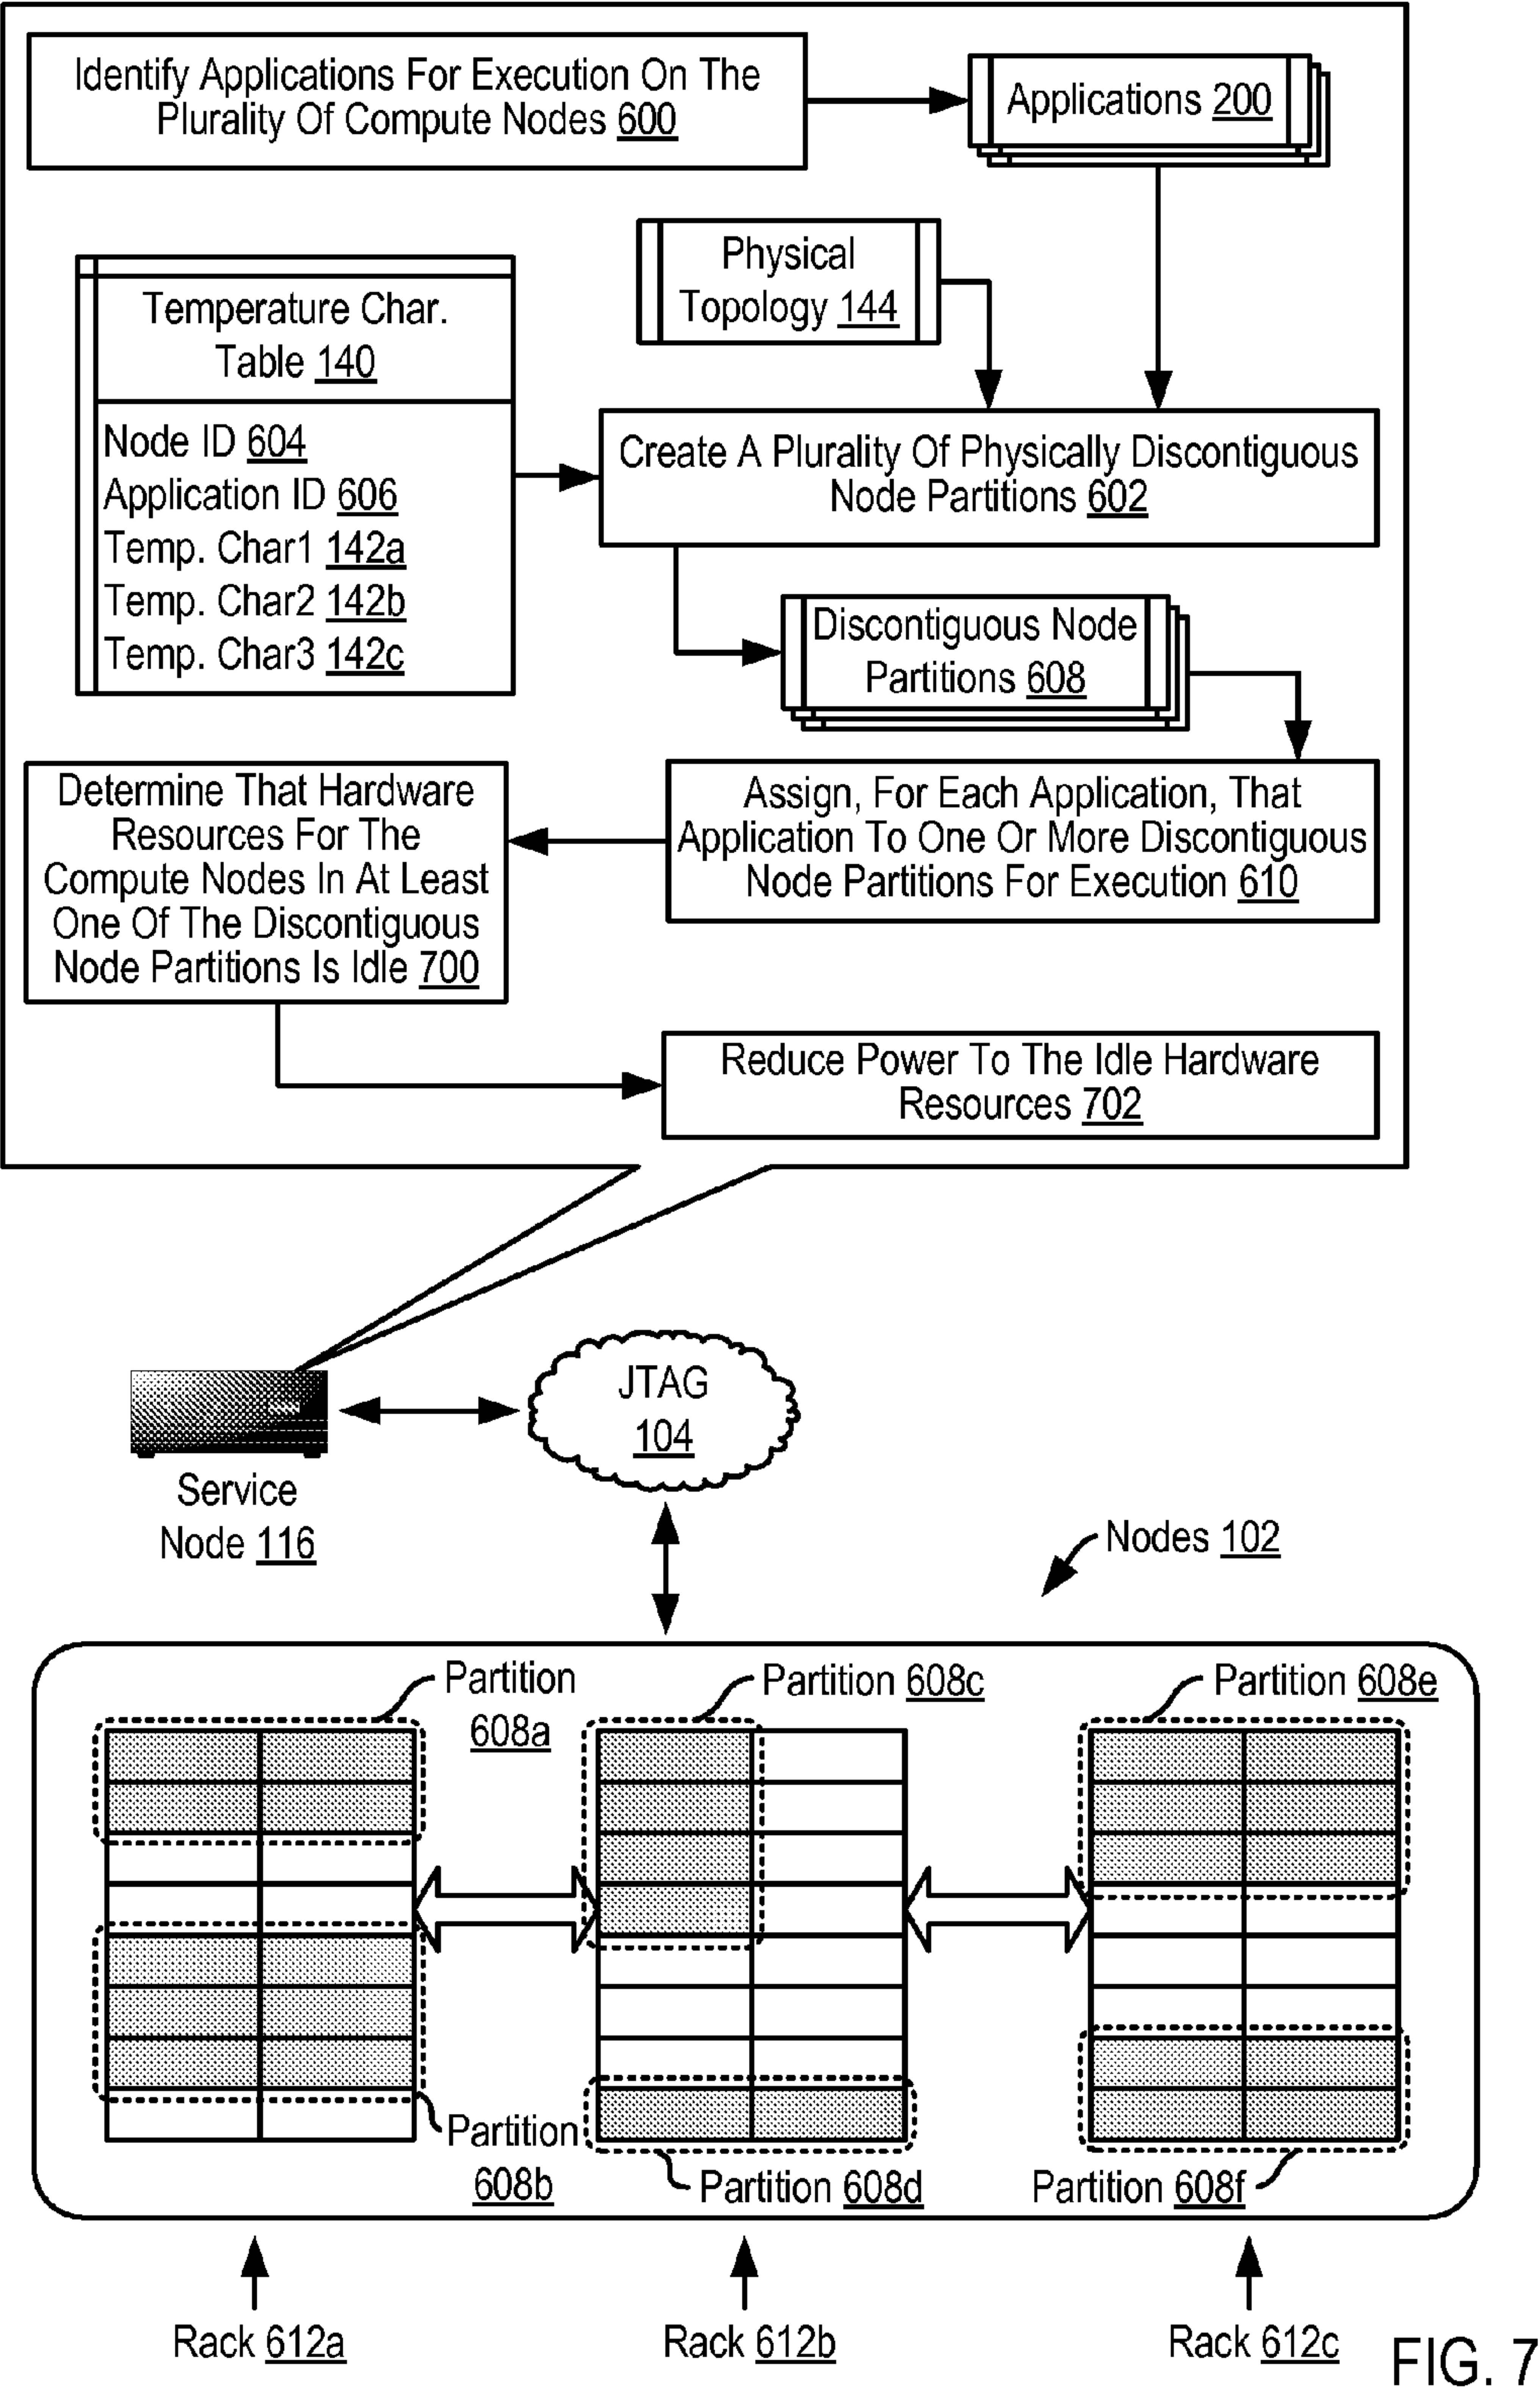 Identify Applications For Execution On The
Plurality Of Compute Nodes 600
Applications 200
Physical
Topology 144
Temperature Char.
Table 140
Node ID 604
Application ID 606
Temp. Char1 142a
Temp. Char2 142b
Temp. Char3 142c
Create A Plurality Of Physically Discontiguous
Node Partitions 602
Discontiguous Node
Partitions 608
Determine That Hardware
Resources For The
Compute Nodes In At Least
One Of The Discontiguous
Node Partitions Is Idle 700
Assign, For Each Application, That
Application To One Or More Discontiguous
Node Partitions For Execution 610
Reduce Power To The Idle Hardware
Resources 702
JTAG
104
Service
Node 116
Nodes 102
Partition
608a
Partition 608c
Partition 608e
Partition
608b
Partition 608d
Partition 608f
Rack 612a
Rack 612b
Rack 612c
FIG. 7